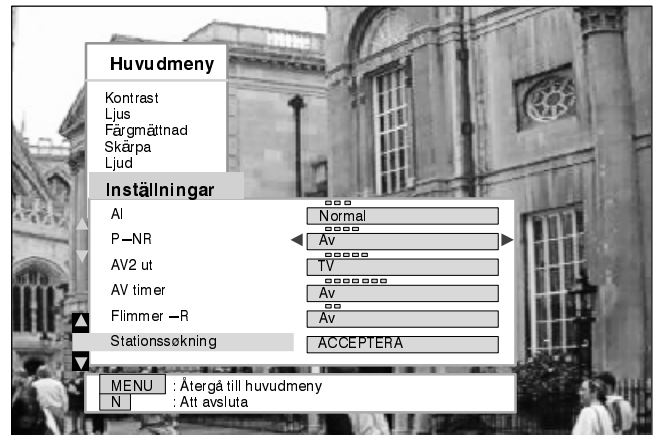 Huvudmeny
Kontrast
Ljus
Färgmättnad
Skärpa
Ljud
Inställningar
AI Normal
P–NR Av
AV2 ut TV
AV timer Av
Flimmer –R Av
Stationssøkning ACCEPTERA
MENU : Återgå till huvudmeny
N : Att avsluta